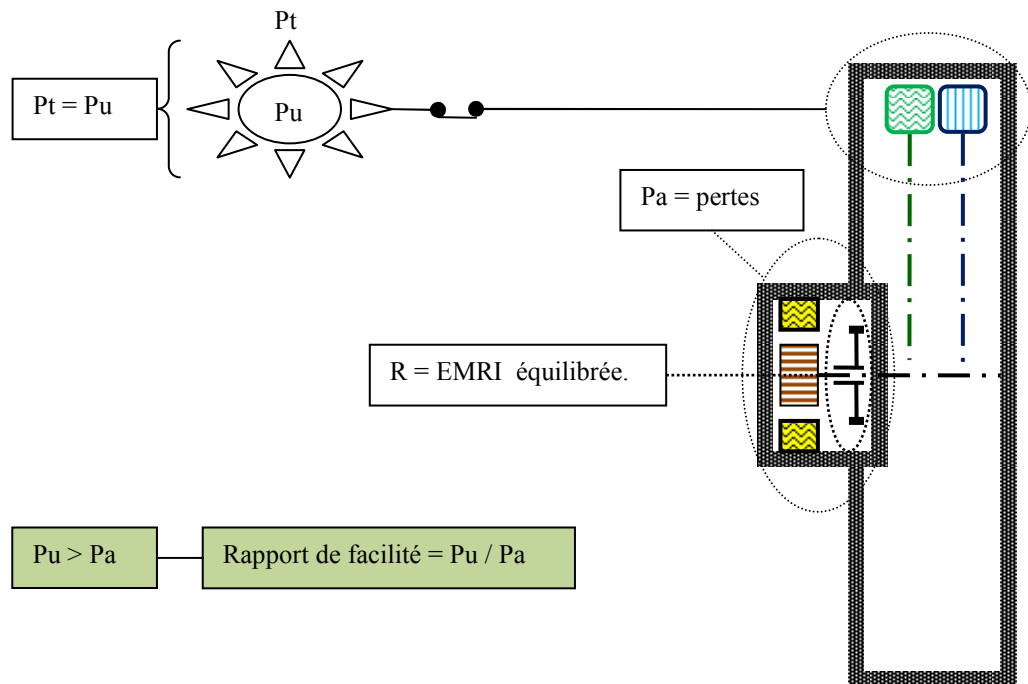 Pt
Pt = Pu
Pu
Pa = pertes
R = EMRI équilibrée.
Pu > Pa
Rapport de facilité = Pu / Pa